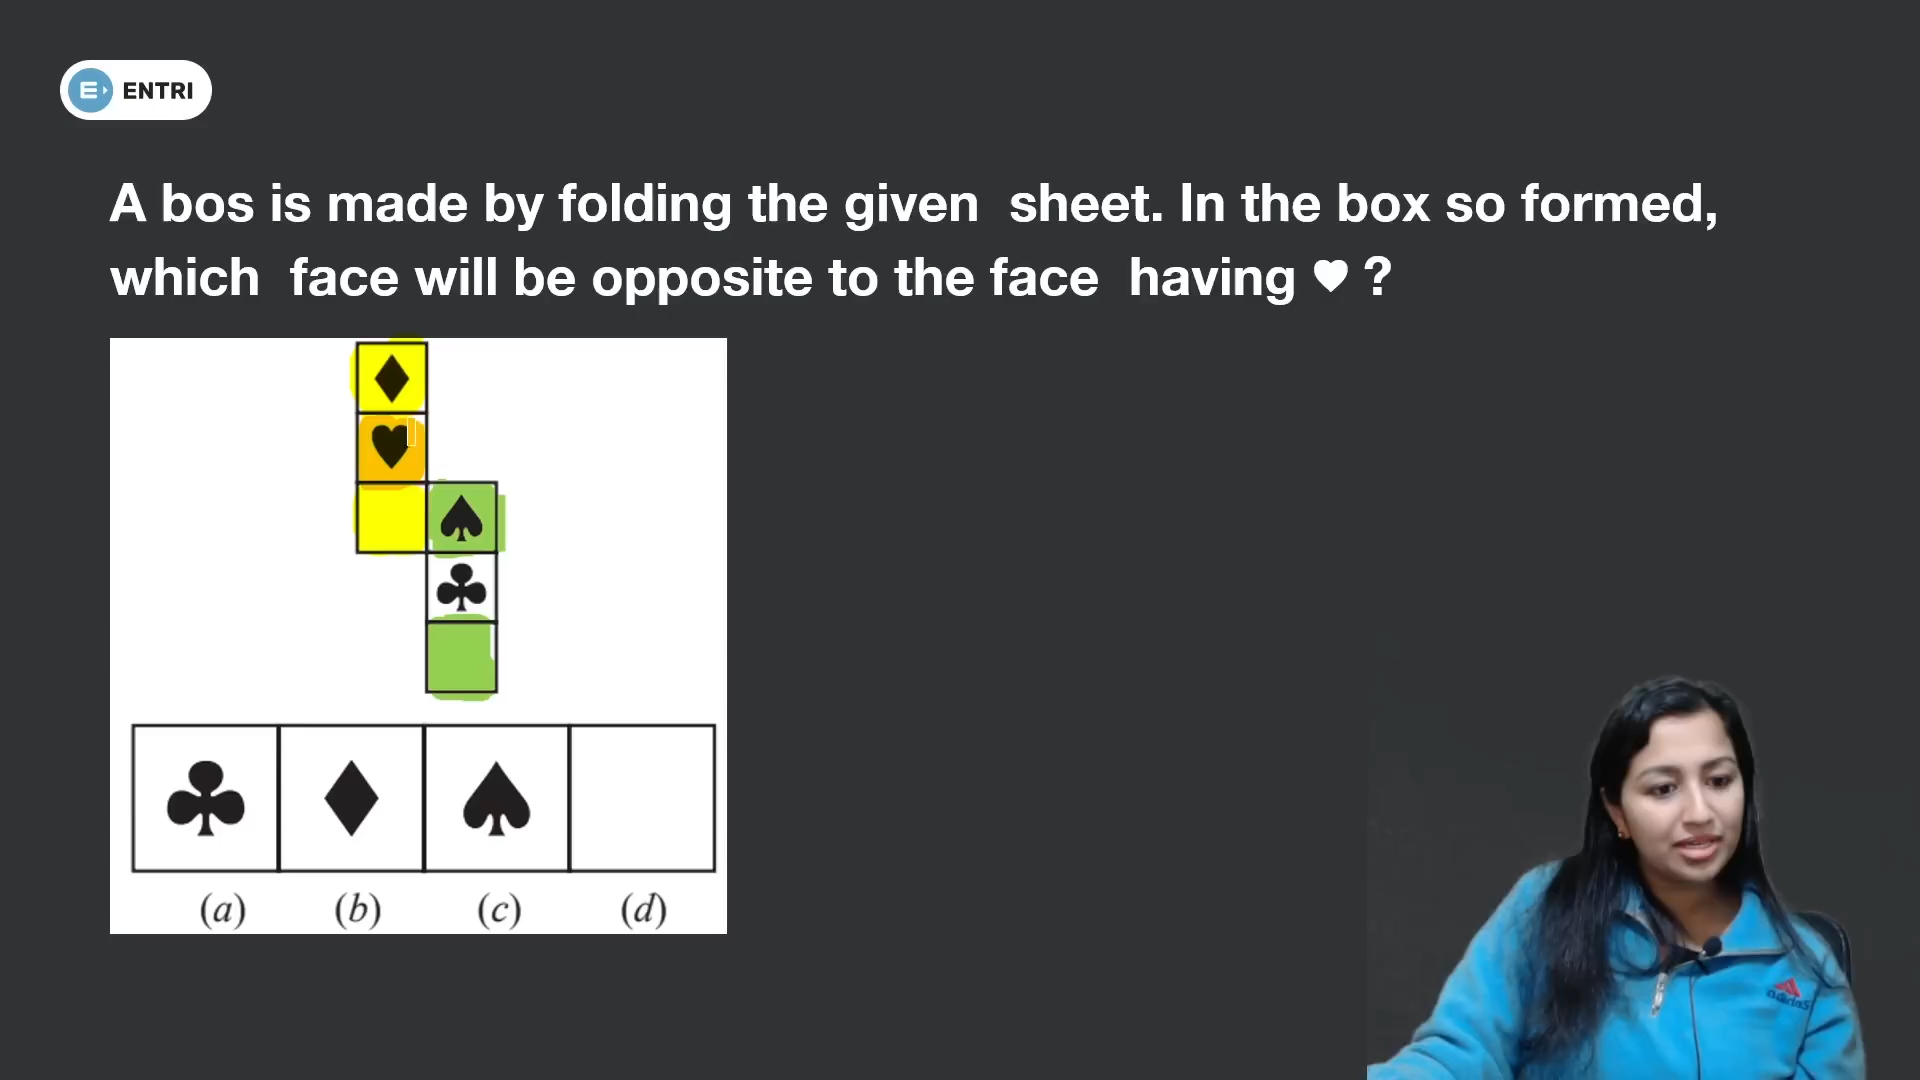 ENTRI
A bos is made by folding the given sheet. In the box so formed,
which face will be opposite to the face having ♥ ?
(a) (b) (c) (d)
adidas